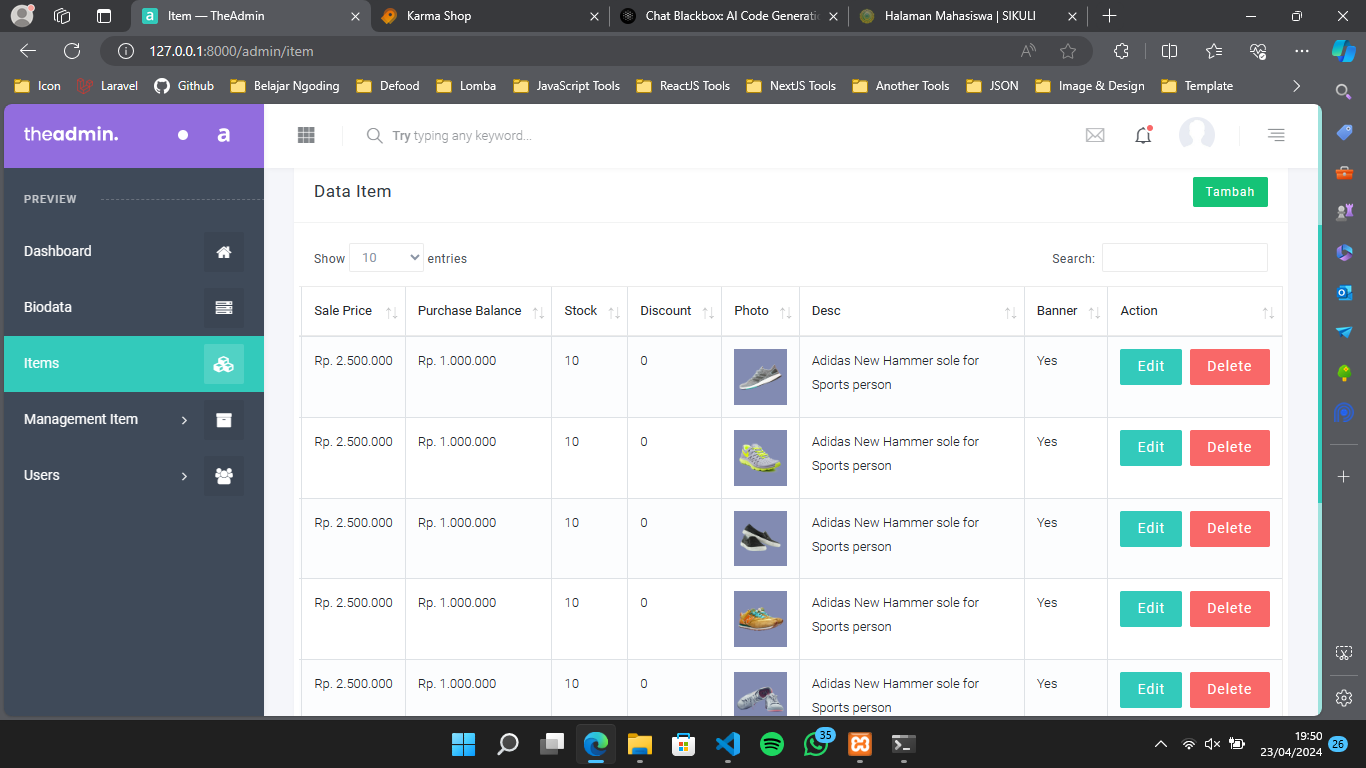 Item — TheAdmin
Karma Shop
Chat Blackbox: AI Code Generati
Halaman Mahasiswa | SIKULI
127.0.0.1:8000/admin/item
Icon
Laravel
Github
Belajar Ngoding
Defood
Lomba
JavaScript Tools
ReactJS Tools
NextJS Tools
Another Tools
JSON
Image & Design
Template
theadmin.
a
Try typing any keyword...
PREVIEW
Dashboard
Biodata
Items
Management Item
Users
Data Item
Tambah
Show 10 entries
Search:
Sale Price Purchase Balance Stock Discount Photo Desc Banner Action
Rp. 2.500.000 Rp. 1.000.000 10 0 Adidas New Hammer sole for Yes Edit Delete
Sports person
Rp. 2.500.000 Rp. 1.000.000 10 0 Adidas New Hammer sole for Yes Edit Delete
Sports person
Rp. 2.500.000 Rp. 1.000.000 10 0 Adidas New Hammer sole for Yes Edit Delete
Sports person
Rp. 2.500.000 Rp. 1.000.000 10 0 Adidas New Hammer sole for Yes Edit Delete
Sports person
Rp. 2.500.000 Rp. 1.000.000 10 0 Adidas New Hammer sole for Yes Edit Delete
Sports person
35
19:50
23/04/2024
26